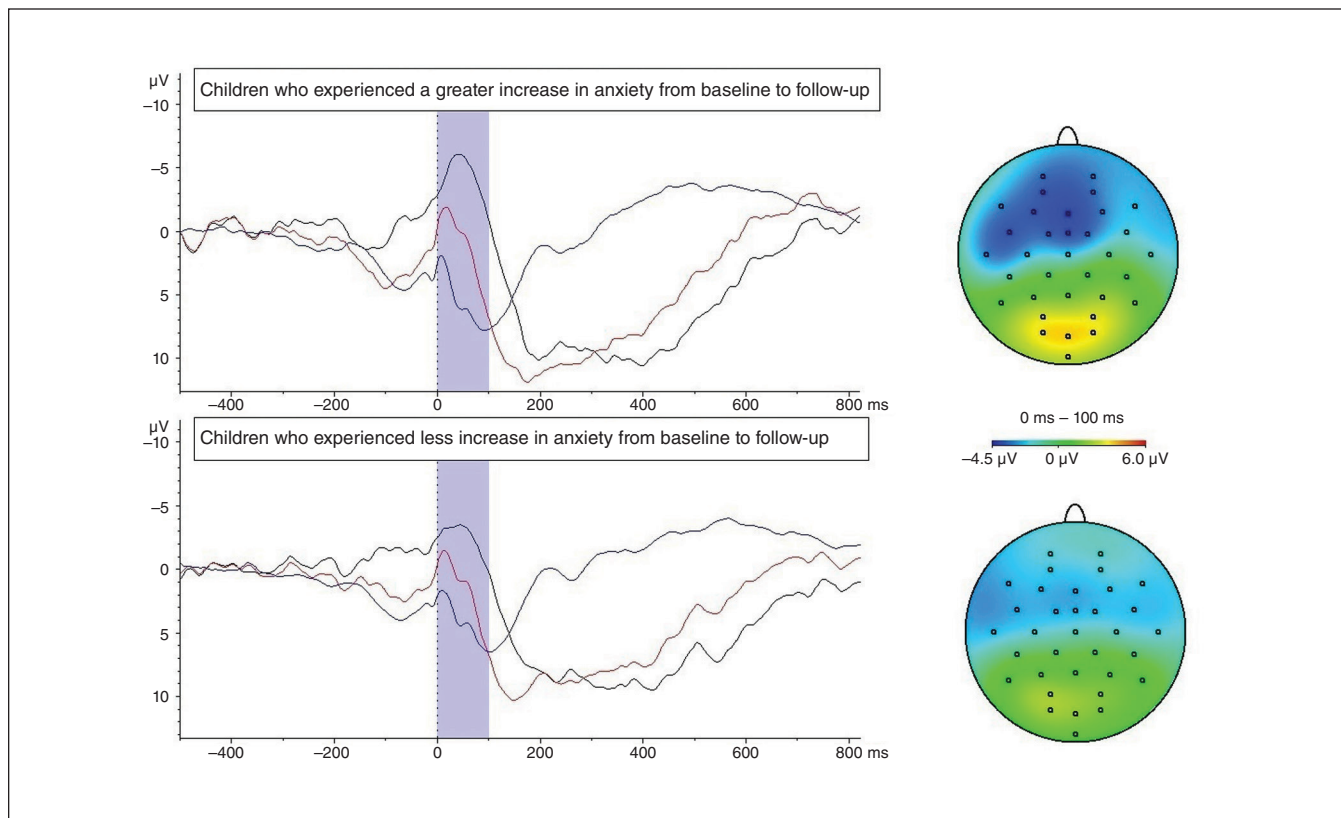 µV
Children who experienced a greater increase in anxiety from baseline to follow-up
–10
–5
0
5
10
–400 –200 0 200 400 600 800 ms
µV
Children who experienced less increase in anxiety from baseline to follow-up
–10
–5
0
5
10
–400 –200 0 200 400 600 800 ms
0 ms – 100 ms
–4.5 µV 0 µV 6.0 µV